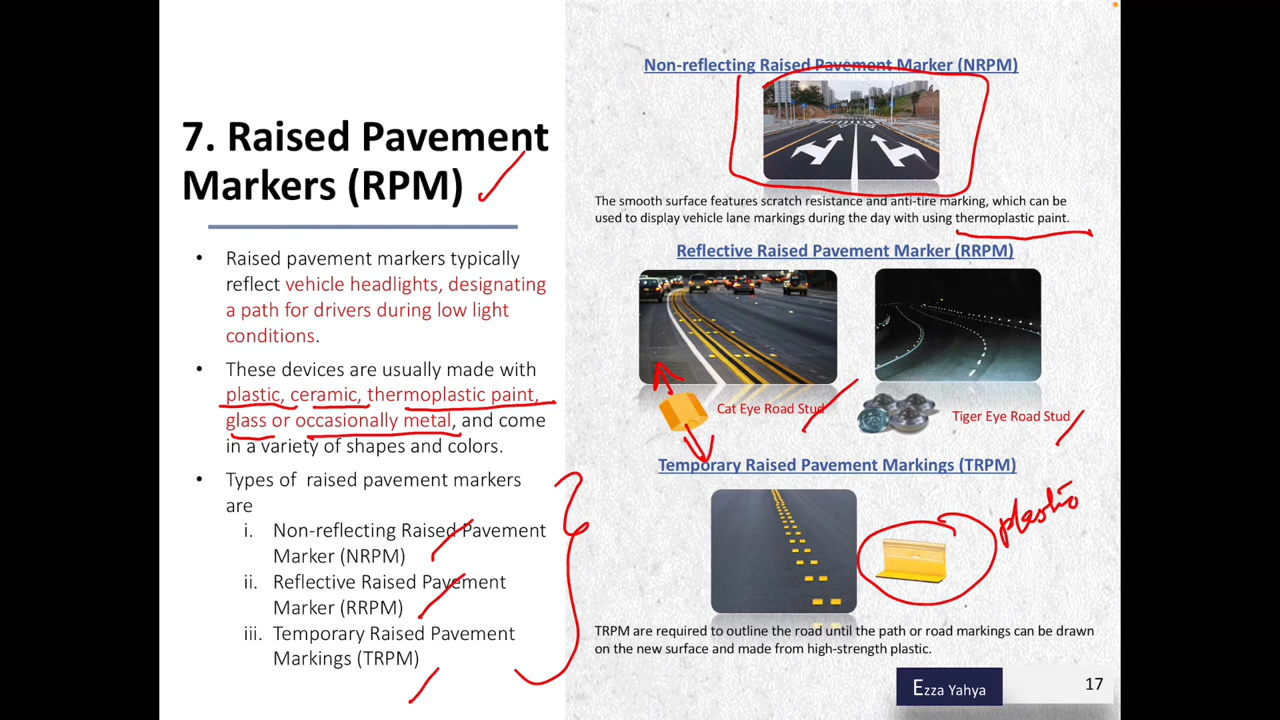 7. Raised Pavement
Markers (RPM)
• Raised pavement markers typically
reflect vehicle headlights, designating
a path for drivers during low light
conditions.
• These devices are usually made with
plastic, ceramic, thermoplastic paint,
glass or occasionally metal, and come
in a variety of shapes and colors.
• Types of raised pavement markers
are
i. Non-reflecting Raised Pavement
Marker (NRPM)
ii. Reflective Raised Pavement
Marker (RRPM)
iii. Temporary Raised Pavement
Markings (TRPM)
Non-reflecting Raised Pavement Marker (NRPM)
The smooth surface features scratch resistance and anti-tire marking, which can be
used to display vehicle lane markings during the day with using thermoplastic paint.
Reflective Raised Pavement Marker (RRPM)
Cat Eye Road Stud
Tiger Eye Road Stud
Temporary Raised Pavement Markings (TRPM)
plastic
TRPM are required to outline the road until the path or road markings can be drawn
on the new surface and made from high-strength plastic.
Ezza Yahya
17